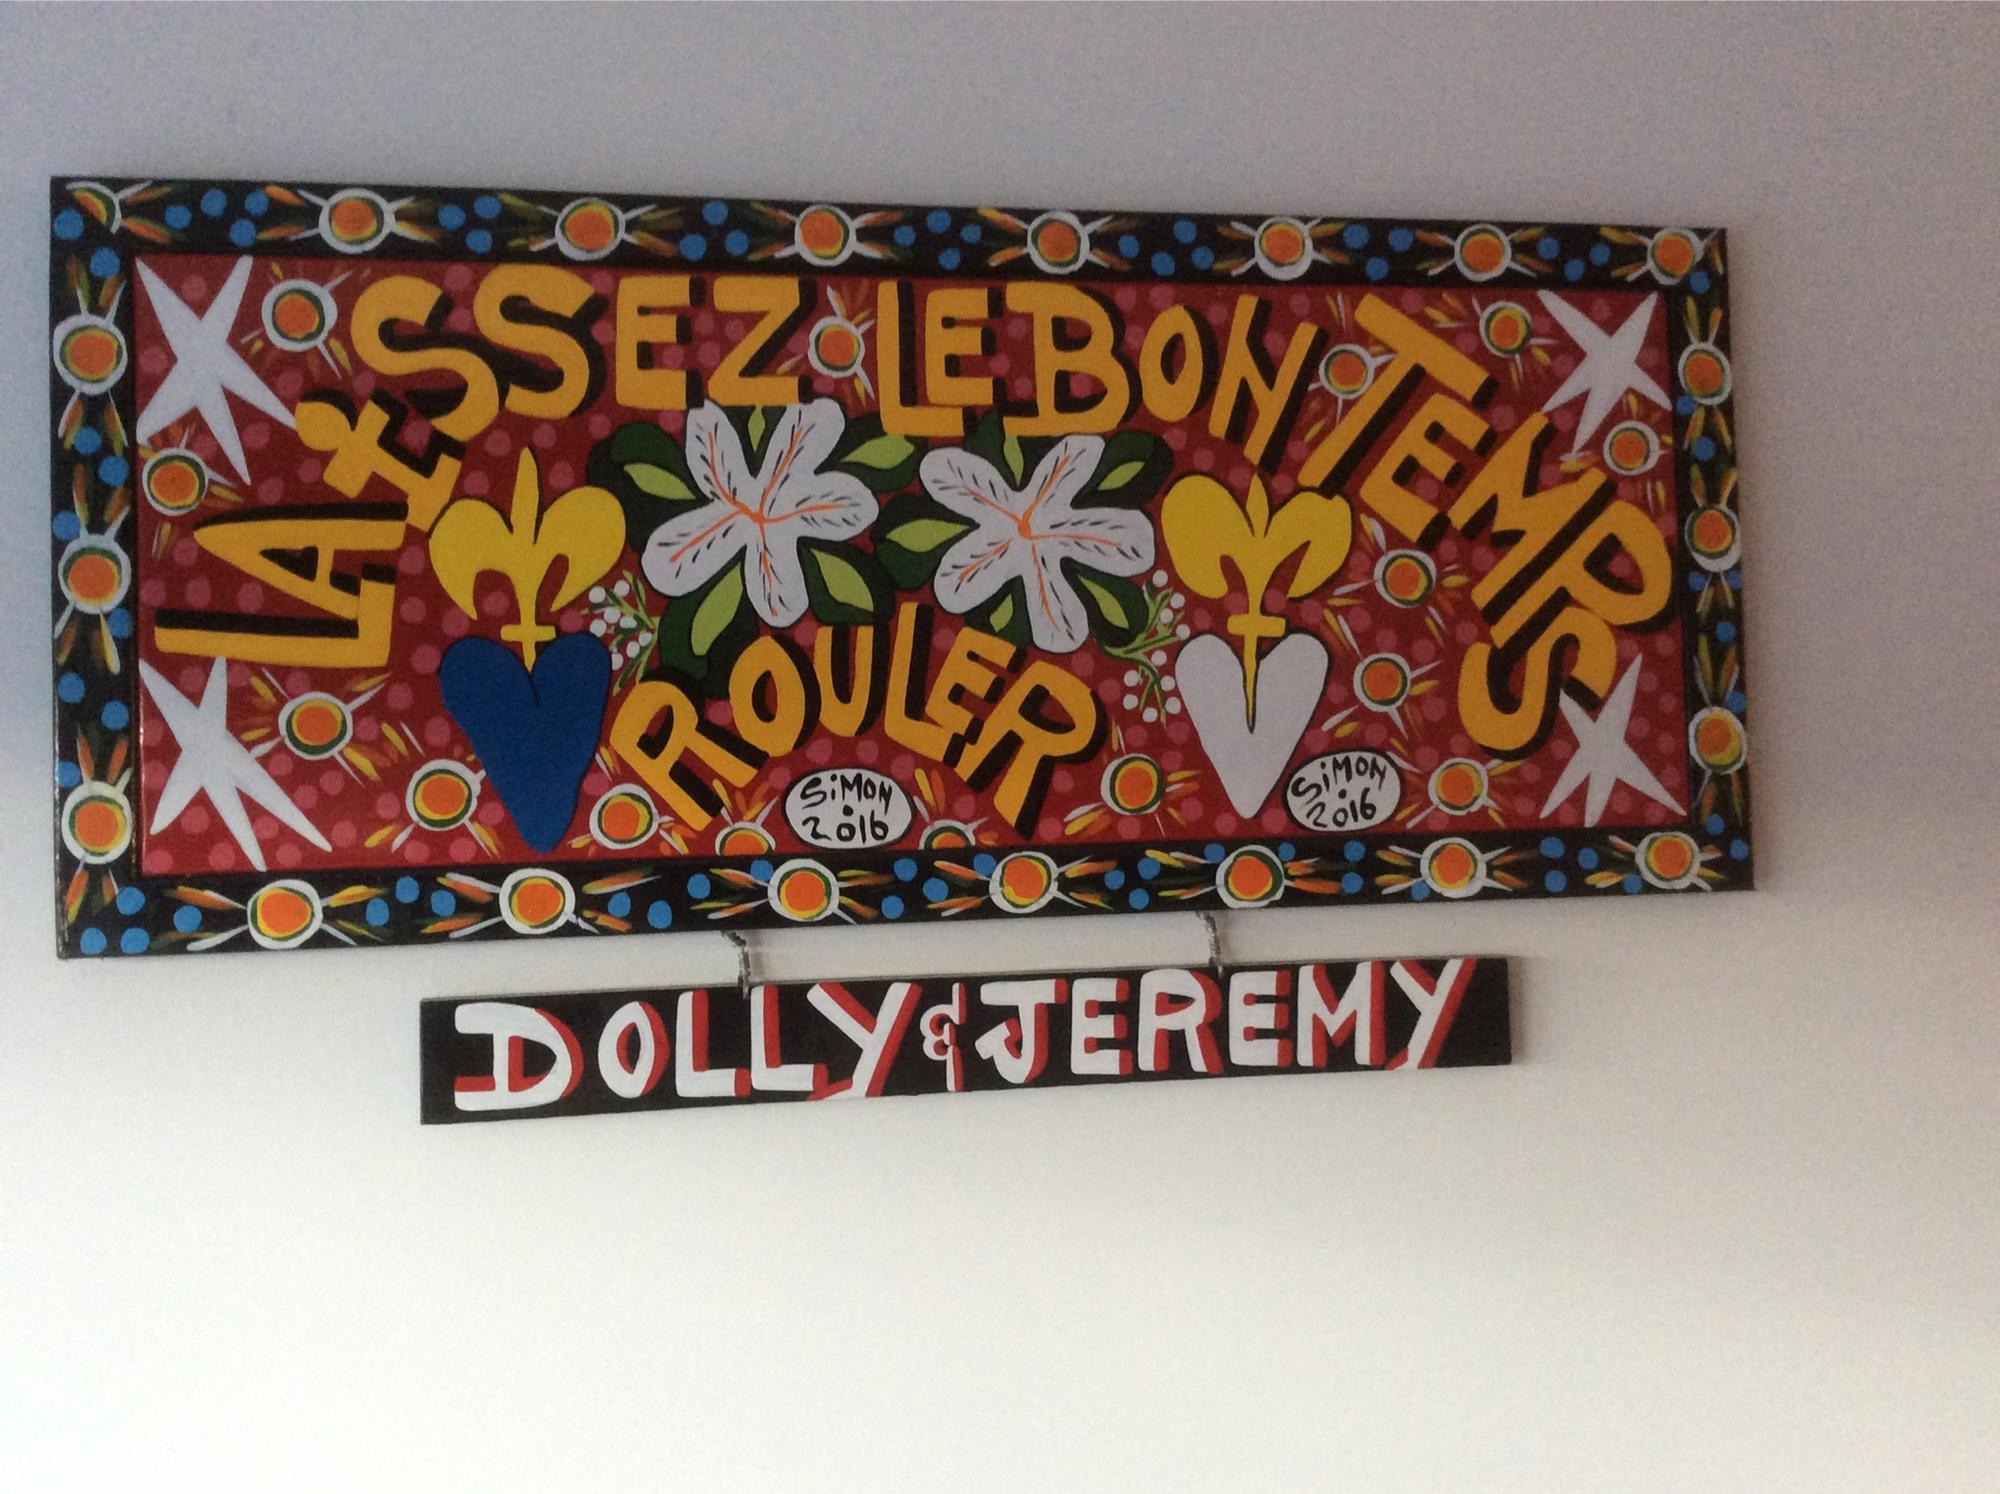 LAiSSEZ LE BON TEMPS
ROULER
SiMON
2016
SiMON
2016
DOLLY & JEREMY